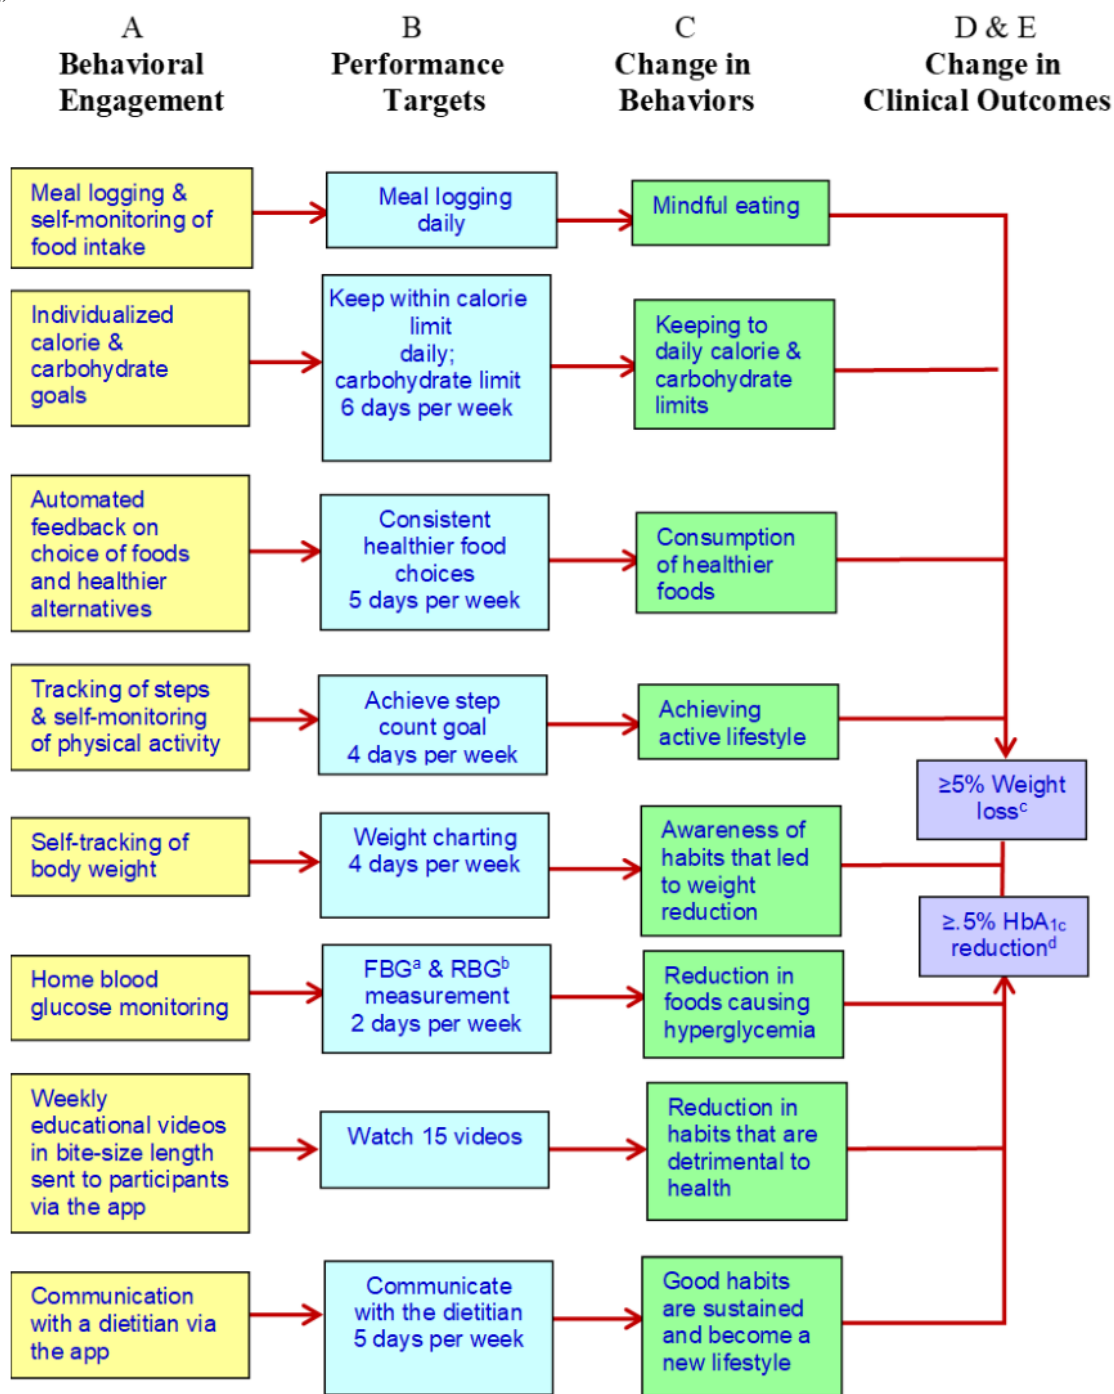 A
Behavioral
Engagement
B
Performance
Targets
C
Change in
Behaviors
D & E
Change in
Clinical Outcomes
Meal logging &
self-monitoring of
food intake
Meal logging
daily
Mindful eating
Individualized
calorie &
carbohydrate
goals
Keep within calorie
limit
daily;
carbohydrate limit
6 days per week
Keeping to
daily calorie &
carbohydrate
limits
Automated
feedback on
choice of foods
and healthier
alternatives
Consistent
healthier food
choices
5 days per week
Consumption
of healthier
foods
Tracking of steps
& self-monitoring
of physical activity
Achieve step
count goal
4 days per week
Achieving
active lifestyle
≥5% Weight
lossᶜ
Self-tracking of
body weight
Weight charting
4 days per week
Awareness of
habits that led
to weight
reduction
≥.5% HbA₁c
reductionᵈ
Home blood
glucose monitoring
FBGᵃ & RBGᵇ
measurement
2 days per week
Reduction in
foods causing
hyperglycemia
Weekly
educational videos
in bite-size length
sent to participants
via the app
Watch 15 videos
Reduction in
habits that are
detrimental to
health
Communication
with a dietitian via
the app
Communicate
with the dietitian
5 days per week
Good habits
are sustained
and become a
new lifestyle